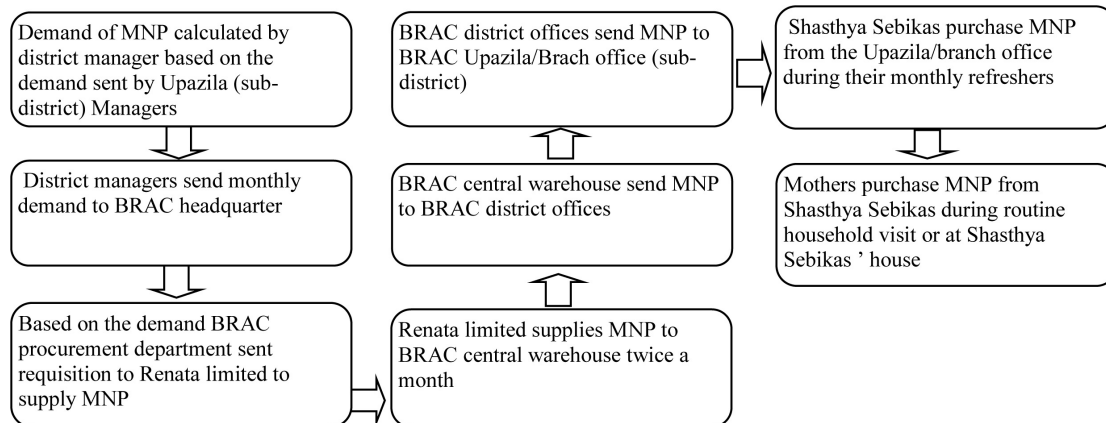 Demand of MNP calculated by
district manager based on the
demand sent by Upazila (sub-
district) Managers
District managers send monthly
demand to BRAC headquarter
Based on the demand BRAC
procurement department sent
requisition to Renata limited to
supply MNP
Renata limited supplies MNP to
BRAC central warehouse twice a
month
BRAC central warehouse send MNP
to BRAC district offices
BRAC district offices send MNP to
BRAC Upazila/Brach office (sub-
district)
Shasthya Sebikas purchase MNP
from the Upazila/branch office
during their monthly refreshers
Mothers purchase MNP from
Shasthya Sebikas during routine
household visit or at Shasthya
Sebikas ’ house